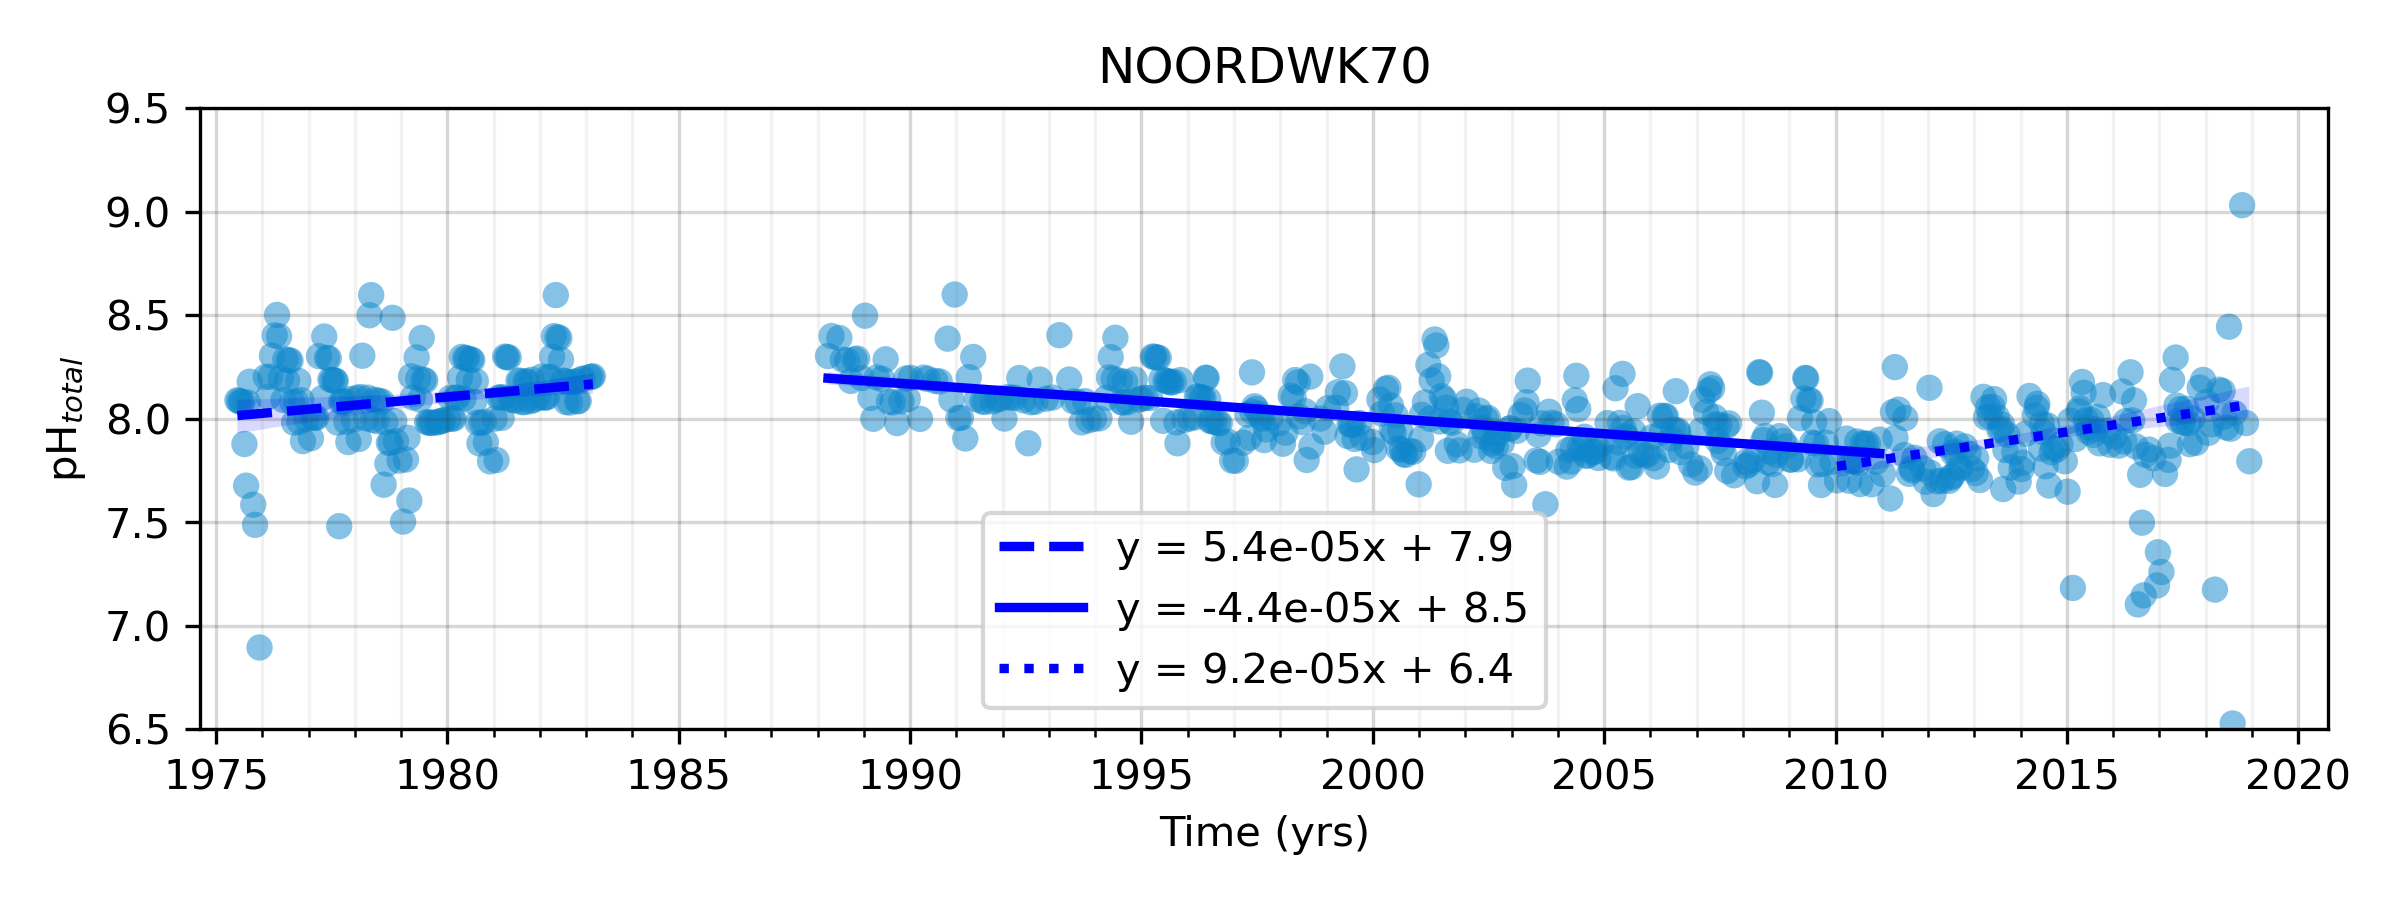 NOORDWK70
9.5
9.0
8.5
8.0
7.5
7.0
6.5
pHtotal
y = 5.4e-05x + 7.9
y = -4.4e-05x + 8.5
y = 9.2e-05x + 6.4
1975 1980 1985 1990 1995 2000 2005 2010 2015 2020
Time (yrs)